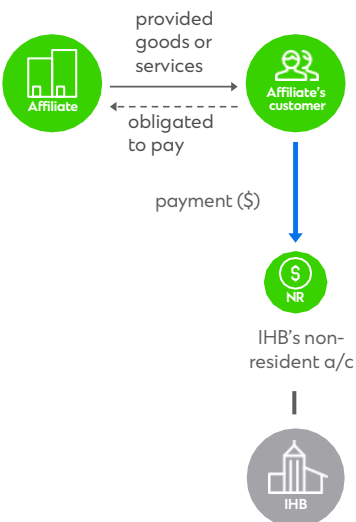 provided
goods or
services
Affiliate
Affiliate's
customer
obligated
to pay
payment ($)
$
NR
IHB's non-
resident a/c
IHB